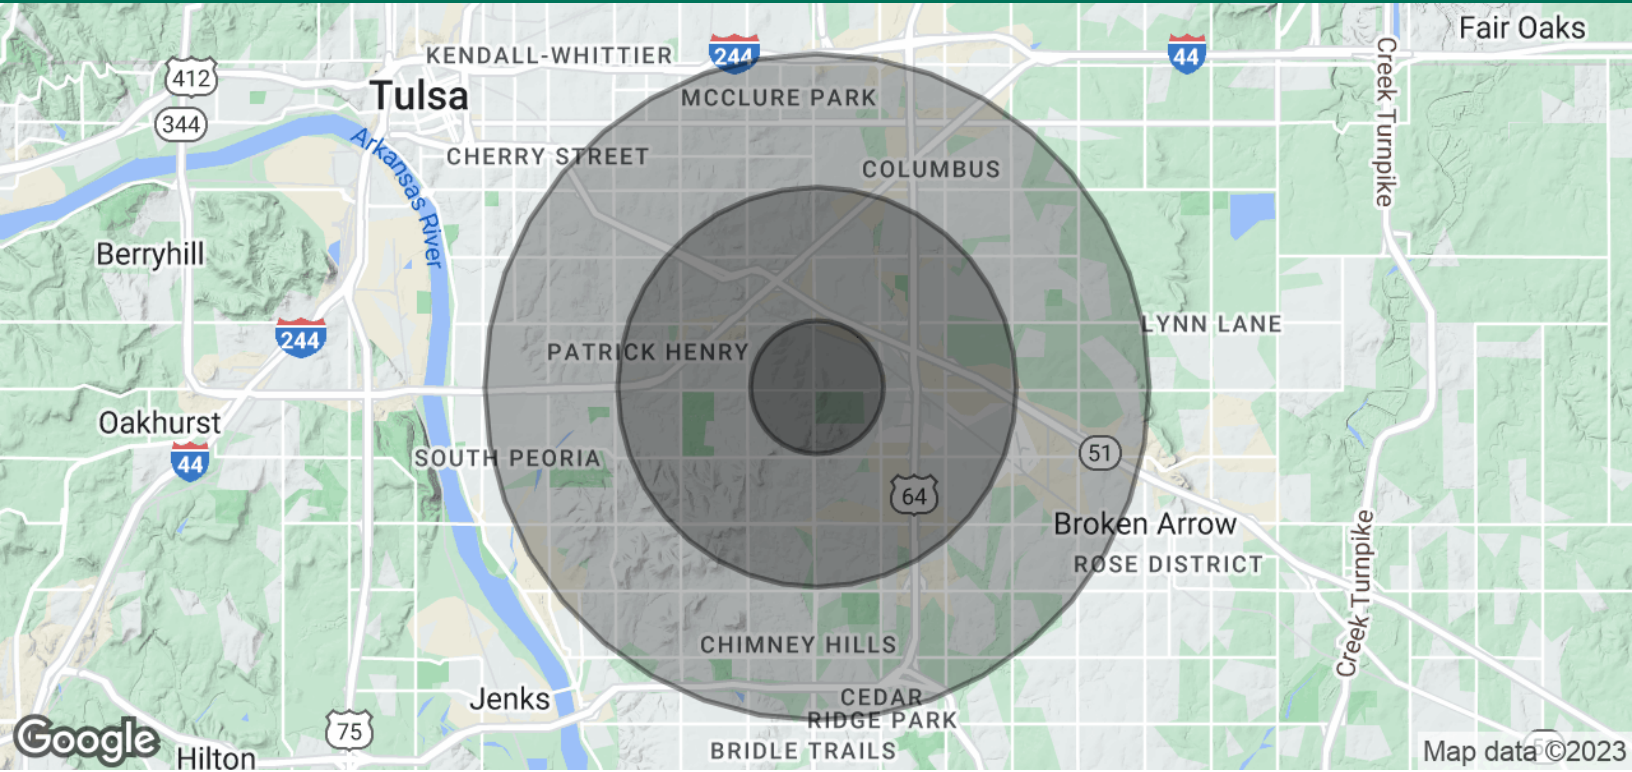 Fair Oaks
KENDALL-WHITTIER
244
44
412
Tulsa
MCCLURE PARK
Creek Turnpike
344
Arkansas River
CHERRY STREET
COLUMBUS
Berryhill
LYNN LANE
244
PATRICK HENRY
Oakhurst
44
SOUTH PEORIA
51
64
Broken Arrow
ROSE DISTRICT
Creek Turnpike
CHIMNEY HILLS
Jenks
CEDAR
RIDGE PARK
75
Google
Hilton
BRIDLE TRAILS
Map data ©2023